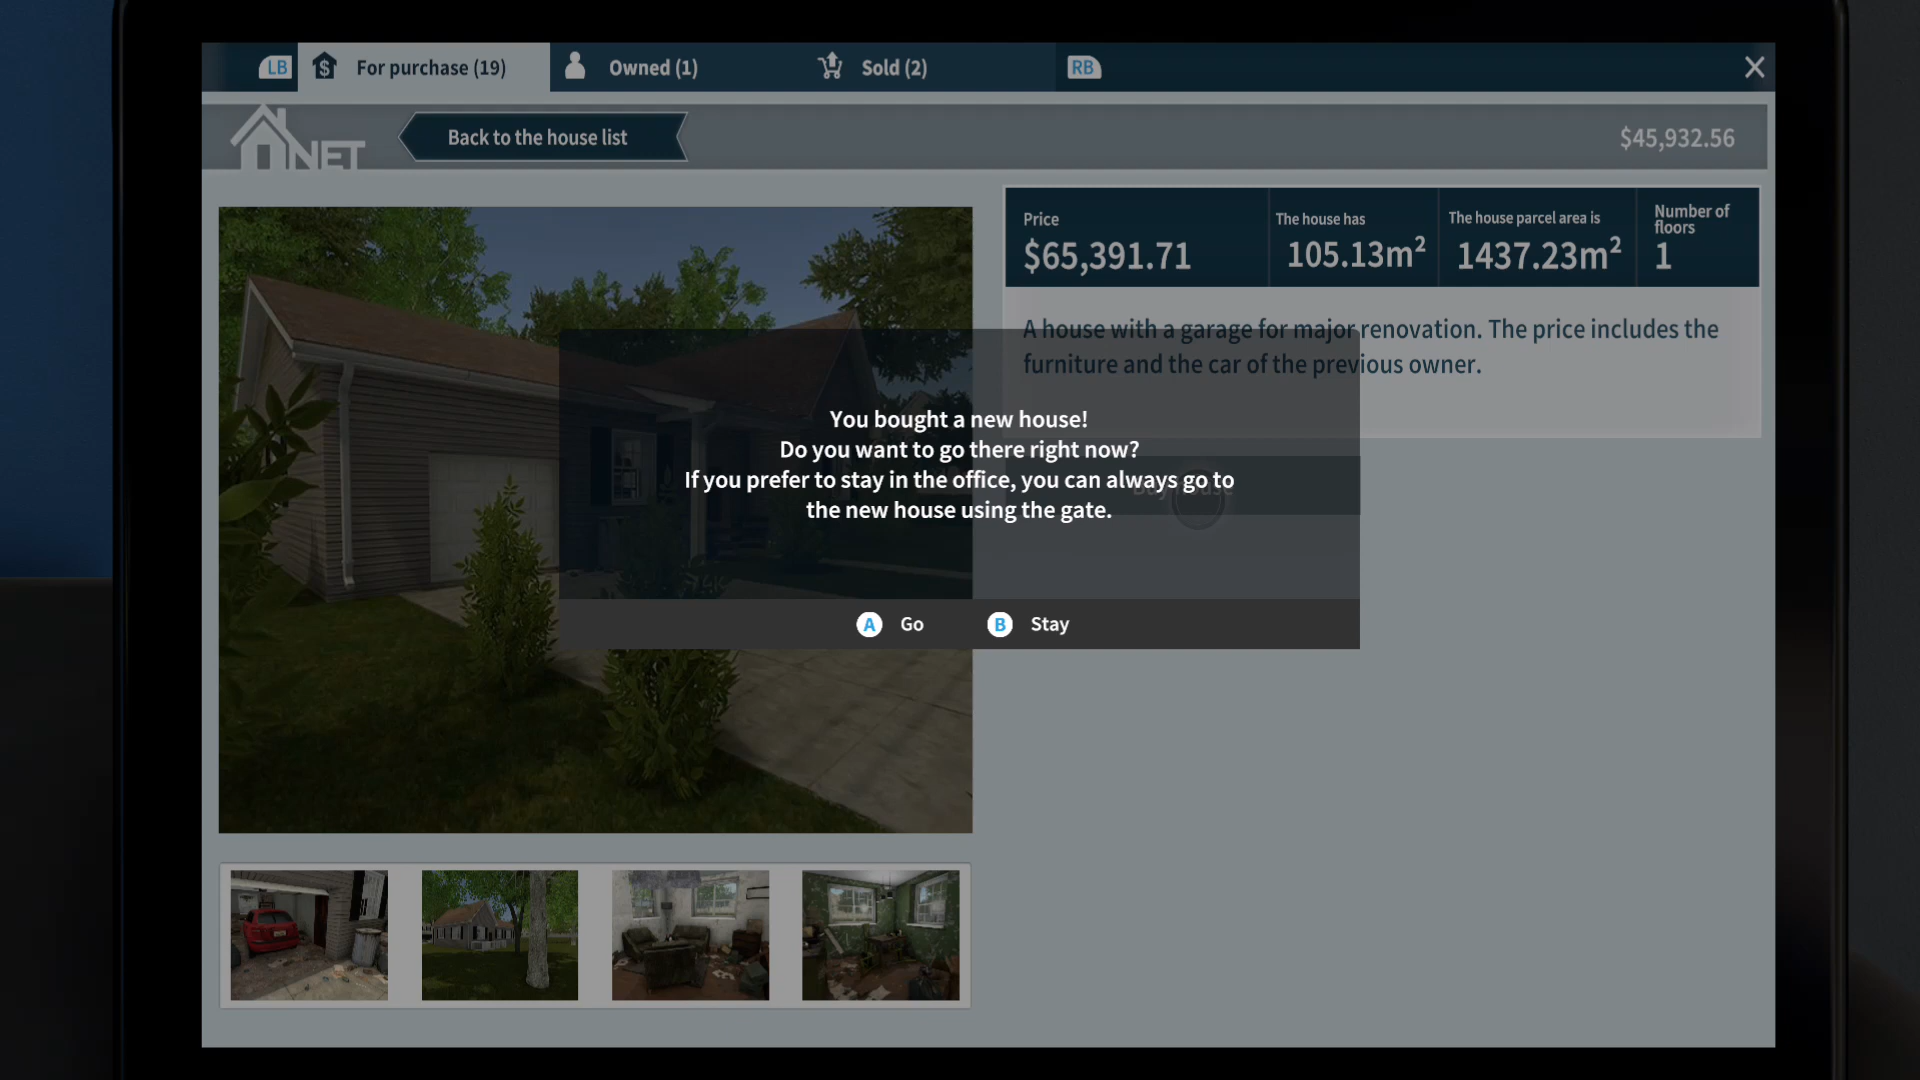 LB
For purchase (19)
Owned (1)
Sold (2)
RB
NET
Back to the house list
$45,932.56
Price
$65,391.71
The house has
105.13m²
The house parcel area is
1437.23m²
Number of
floors
1
A house with a garage for major renovation. The price includes the
furniture and the car of the previous owner.
You bought a new house!
Do you want to go there right now?
If you prefer to stay in the office, you can always go to
the new house using the gate.
Buy house
A Go
B Stay